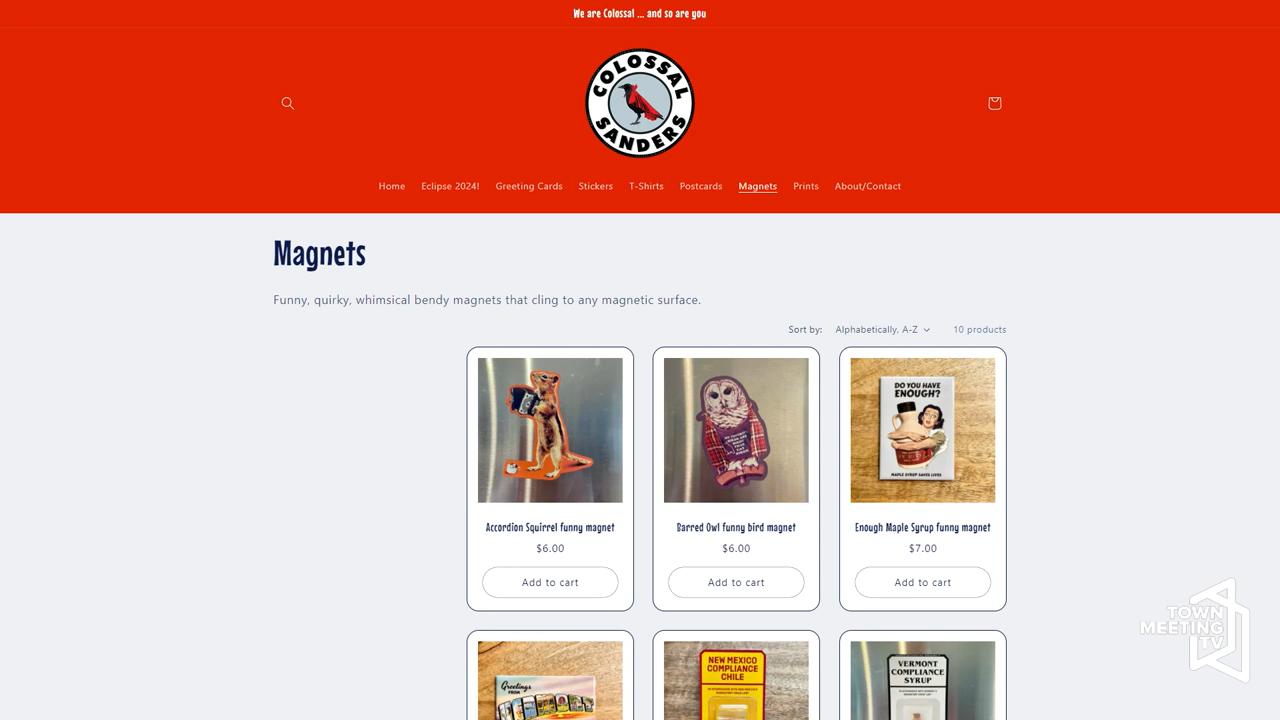 We are Colossal ... and so are you
COLOSSAL
SANDERS
Home Eclipse 2024! Greeting Cards Stickers T-Shirts Postcards Magnets Prints About/Contact
Magnets
Funny, quirky, whimsical bendy magnets that cling to any magnetic surface.
Sort by: Alphabetically, A-Z 10 products
DO YOU HAVE
ENOUGH?
MAPLE SYRUP SAVES LIVES
Accordion Squirrel funny magnet
$6.00
Add to cart
Barred Owl funny bird magnet
$6.00
Add to cart
Enough Maple Syrup funny magnet
$7.00
Add to cart
Greetings
FROM
NEW MEXICO
COMPLIANCE
CHILE
VERMONT
COMPLIANCE
SYRUP
TOWN
MEETING
TV